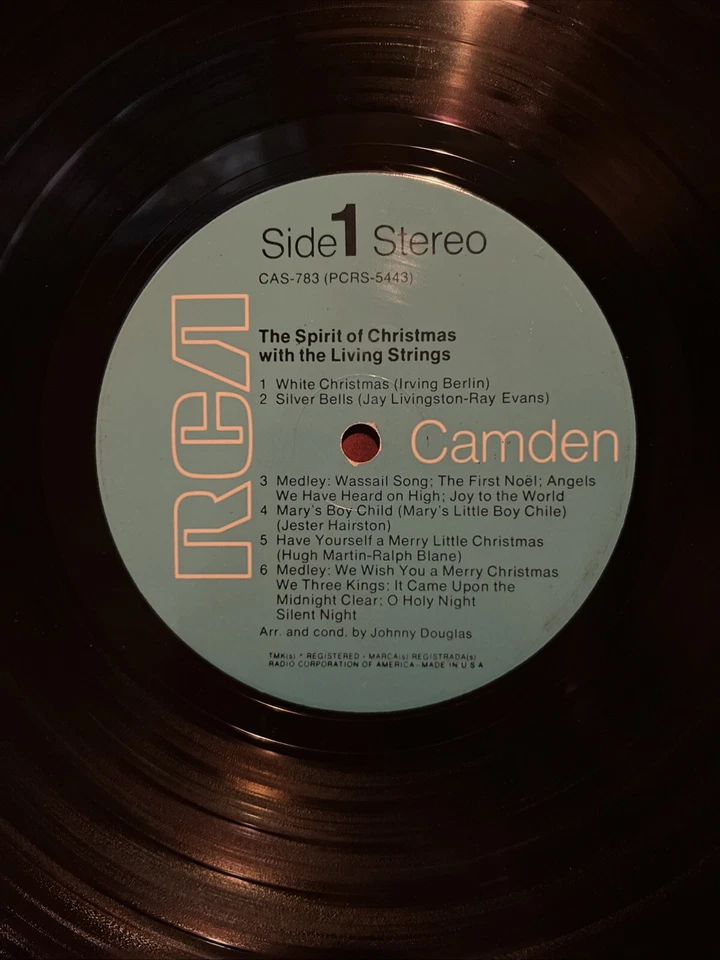 Side 1 Stereo
CAS-783 (PCRS-5443)
The Spirit of Christmas
with the Living Strings
1 White Christmas (Irving Berlin)
2 Silver Bells (Jay Livingston-Ray Evans)
RCA
Camden
3 Medley: Wassail Song; The First Noël; Angels
We Have Heard on High; Joy to the World
4 Mary's Boy Child (Mary's Little Boy Chile)
(Jester Hairston)
5 Have Yourself a Merry Little Christmas
(Hugh Martin-Ralph Blane)
6 Medley: We Wish You a Merry Christmas
We Three Kings; It Came Upon the
Midnight Clear; O Holy Night
Silent Night
Arr. and cond. by Johnny Douglas
TMK(s) ® REGISTERED • MARCA(s) REGISTRADA(s)
RADIO CORPORATION OF AMERICA–MADE IN U S A